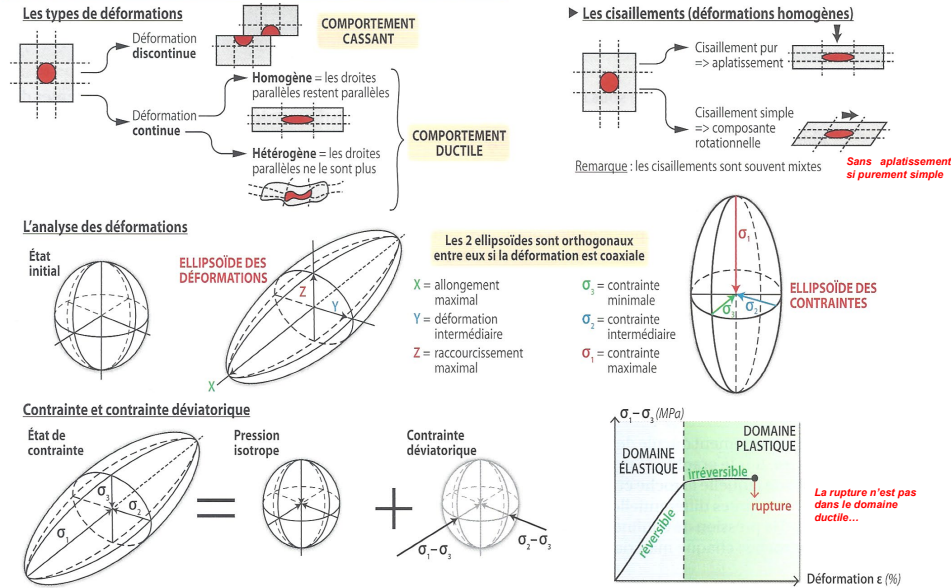 Les types de déformations
Déformation
discontinue
COMPORTEMENT
CASSANT
Déformation
continue
Homogène = les droites
parallèles restent parallèles
Hétérogène = les droites
parallèles ne le sont plus
COMPORTEMENT
DUCTILE
Les cisaillements (déformations homogènes)
Cisaillement pur
=> aplatissement
Cisaillement simple
=> composante
rotationnelle
Remarque : les cisaillements sont souvent mixtes
Sans aplatissement
si purement simple
L'analyse des déformations
État
initial
ELLIPSOÏDE DES
DÉFORMATIONS
Z
Y
X
Les 2 ellipsoïdes sont orthogonaux
entre eux si la déformation est coaxiale
X = allongement
maximal
Y = déformation
intermédiaire
Z = raccourcissement
maximal
σ3 = contrainte
minimale
σ2 = contrainte
intermédiaire
σ1 = contrainte
maximale
σ1
σ3
σ2
ELLIPSOÏDE DES
CONTRAINTES
Contrainte et contrainte déviatorique
État de
contrainte
σ3
σ2
σ1
=
Pression
isotrope
+
Contrainte
déviatorique
σ1–σ3
σ2–σ3
σ1–σ3 (MPa)
DOMAINE
ÉLASTIQUE
DOMAINE
PLASTIQUE
irréversible
réversible
rupture
Déformation ε (%)
La rupture n'est pas
dans le domaine
ductile…